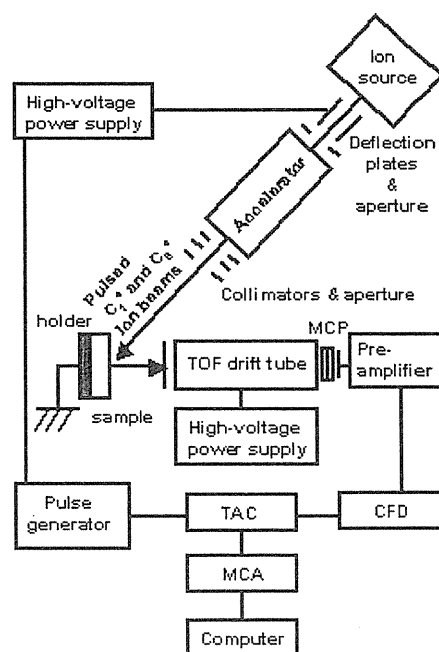 Ion
source
High-voltage
power supply
Deflection
plates
&
aperture
Accelerator
Pulsed
C₁⁺ and C₈⁺
ion beams
Collimators & aperture
holder
MCP
TOF drift tube
Pre-
amplifier
sample
High-voltage
power supply
Pulse
generator
TAC
CFD
MCA
Computer